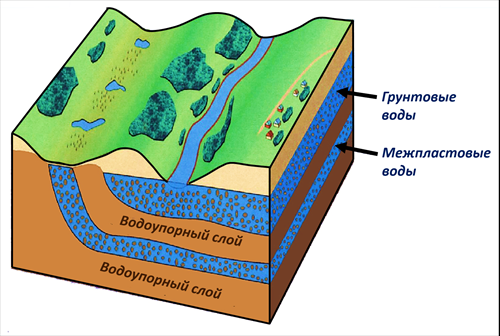 Грунтовые
воды
Межпластовые
воды
Водоупорный слой
Водоупорный слой